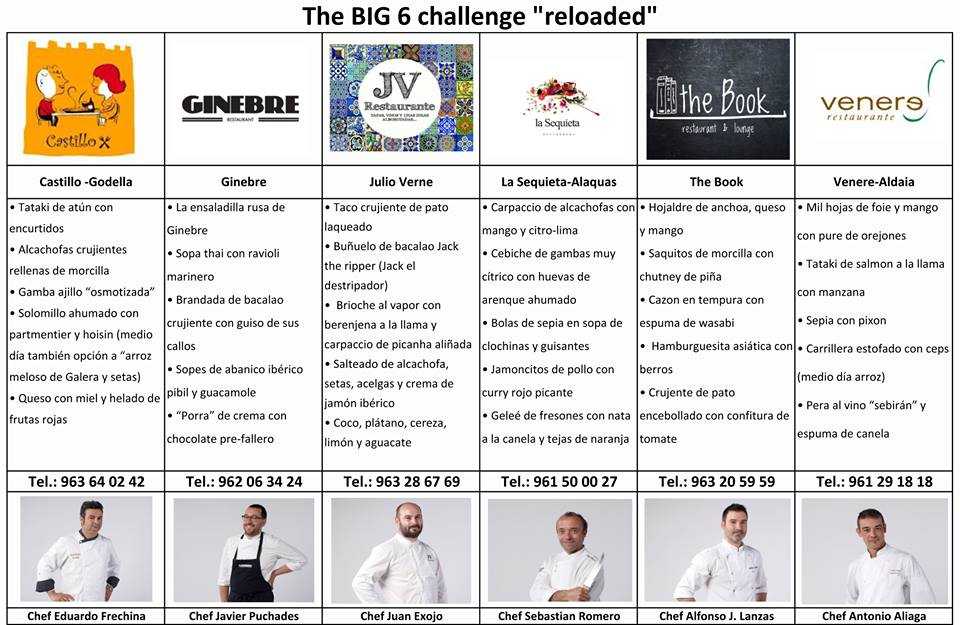 The BIG 6 challenge "reloaded"
Castillo
GINEBRE
RESTAURANT
JV
Restaurante
la Sequieta
the Book
restaurant & lounge
venere
restaurante
Castillo -Godella
Ginebre
Julio Verne
La Sequieta-Alaquas
The Book
Venere-Aldaia
• Tataki de atún con
encurtidos
• Alcachofas crujientes
rellenas de morcilla
• Gamba ajillo “osmotizada”
• Solomillo ahumado con
partmentier y hoisin (medio
día también opción a “arroz
meloso de Galera y setas)
• Queso con miel y helado de
frutas rojas
• La ensaladilla rusa de
Ginebre
• Sopa thai con ravioli
marinero
• Brandada de bacalao
crujiente con guiso de sus
callos
• Sopes de abanico ibérico
pibil y guacamole
• “Porra” de crema con
chocolate pre-fallero
• Taco crujiente de pato
laqueado
• Buñuelo de bacalao Jack
the ripper (Jack el
destripador)
• Brioche al vapor con
berenjena a la llama y
carpaccio de picanha aliñada
• Salteado de alcachofa,
setas, acelgas y crema de
jamón ibérico
• Coco, plátano, cereza,
limón y aguacate
• Carpaccio de alcachofas con
mango y citro-lima
• Cebiche de gambas muy
cítrico con huevas de
arenque ahumado
• Bolas de sepia en sopa de
clochinas y guisantes
• Jamoncitos de pollo con
curry rojo picante
• Geleé de fresones con nata
a la canela y tejas de naranja
• Hojaldre de anchoa, queso
y mango
• Saquitos de morcilla con
chutney de piña
• Cazon en tempura con
espuma de wasabi
• Hamburguesita asiática con
berros
• Crujente de pato
encebollado con confitura de
tomate
• Mil hojas de foie y mango
con pure de orejones
• Tataki de salmon a la llama
con manzana
• Sepia con pixon
• Carrillera estofado con ceps
(medio día arroz)
• Pera al vino “sebirán” y
espuma de canela
Tel.: 963 64 02 42
Tel.: 962 06 34 24
Tel.: 963 28 67 69
Tel.: 961 50 00 27
Tel.: 963 20 59 59
Tel.: 961 29 18 18
Chef Eduardo Frechina
Chef Javier Puchades
Chef Juan Exojo
Chef Sebastian Romero
Chef Alfonso J. Lanzas
Chef Antonio Aliaga